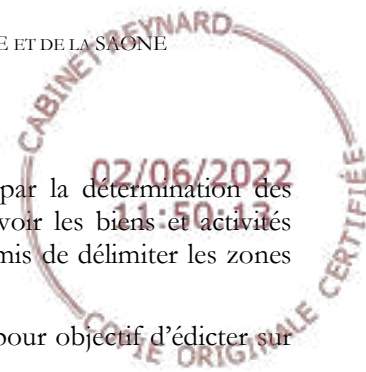 E ET DE LA SAÔNE
CABINET REYNARD
par la détermination des
02/06/2022
voir les biens et activités
11:50:13
mis de délimiter les zones
pour objectif d'édicter sur
COPIE ORIGINALE CERTIFIÉE